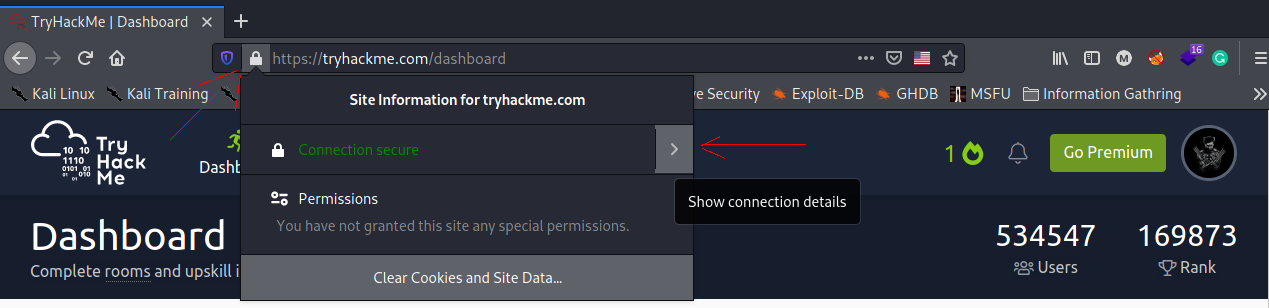 TryHackMe | Dashboard
https://tryhackme.com/dashboard
16
Kali Linux Kali Training ve Security Exploit-DB GHDB MSFU Information Gathring
Site Information for tryhackme.com
Connection secure
Show connection details
Permissions
You have not granted this site any special permissions.
Clear Cookies and Site Data...
10 10
1110
0101 01
01 010
Try
Hack
Me
Dashb
1
Go Premium
Dashboard
Complete rooms and upskill i
534547
Users
169873
Rank